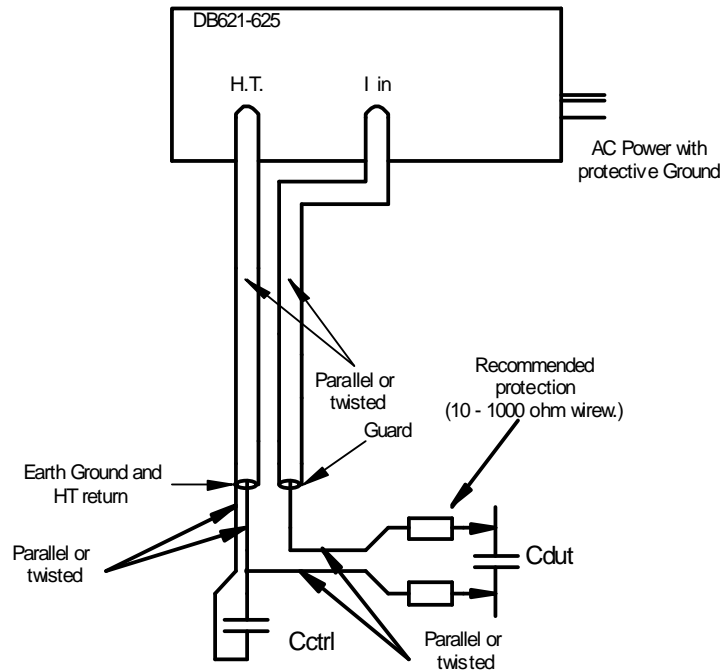 DB621-625
H.T.
I in
AC Power with
protective Ground
Parallel or
twisted
Recommended
protection
(10 - 1000 ohm wirew.)
Guard
Earth Ground and
HT return
Parallel or
twisted
Cdut
Cctrl
Parallel or
twisted